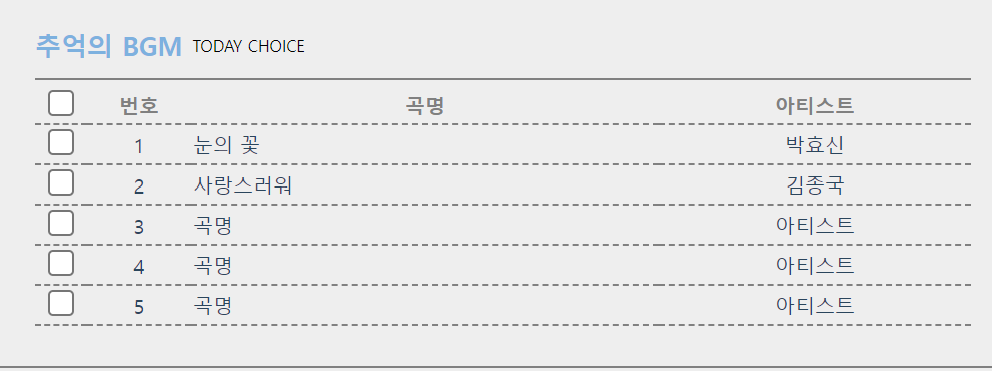 추억의 BGM TODAY CHOICE
번호 곡명 아티스트
1 눈의 꽃 박효신
2 사랑스러워 김종국
3 곡명 아티스트
4 곡명 아티스트
5 곡명 아티스트